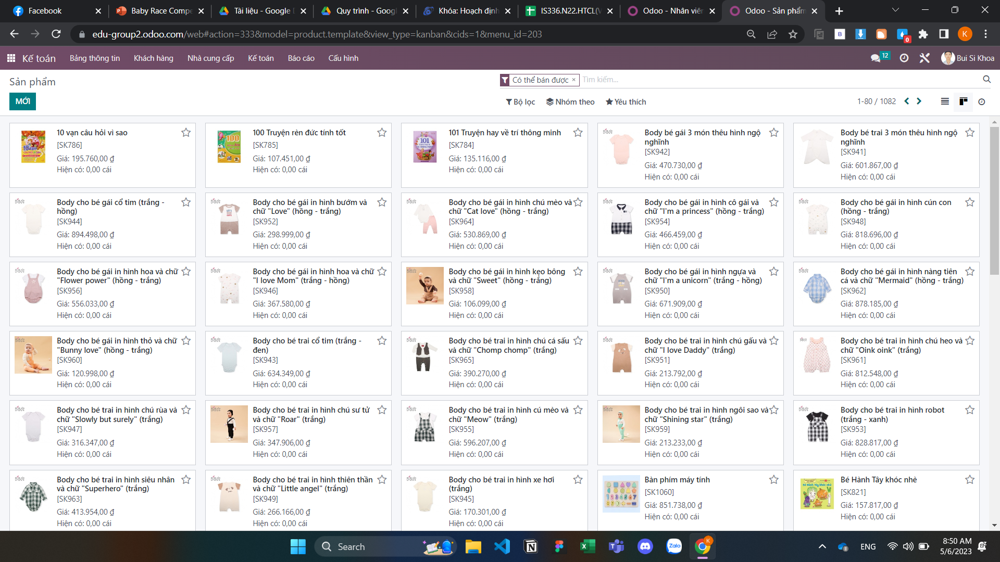 Facebook
Baby Race Compe
Tài liệu - Google D
Quy trình - Googl
Khóa: Hoạch định
IS336.N22.HTCL(V
Odoo - Nhân viên
Odoo - Sản phẩm
edu-group2.odoo.com/web#action=333&model=product.template&view_type=kanban&cids=1&menu_id=203
0
K
Kế toán
Bảng thông tin
Khách hàng
Nhà cung cấp
Kế toán
Báo cáo
Cấu hình
12
Bui Si Khoa
Sản phẩm
Có thể bán được ×
Tìm kiếm...
MỚI
Bộ lọc
Nhóm theo
Yêu thích
1-80 / 1082
10 vạn câu hỏi vì sao
[SK786]
Giá: 195.760,00 ₫
Hiện có: 0,00 cái
100 Truyện rèn đức tính tốt
[SK785]
Giá: 107.451,00 ₫
Hiện có: 0,00 cái
101 Truyện hay về trí thông minh
[SK784]
Giá: 135.116,00 ₫
Hiện có: 0,00 cái
Body bé gái 3 món thêu hình ngộ
nghĩnh
[SK942]
Giá: 470.730,00 ₫
Hiện có: 0,00 cái
Body bé trai 3 món thêu hình ngộ
nghĩnh
[SK941]
Giá: 601.867,00 ₫
Hiện có: 0,00 cái
Body cho bé gái cổ tim (trắng -
hồng)
[SK944]
Giá: 894.498,00 ₫
Hiện có: 0,00 cái
Body cho bé gái in hình bướm và
chữ "Love" (hồng - trắng)
[SK952]
Giá: 298.999,00 ₫
Hiện có: 0,00 cái
Body cho bé gái in hình chú mèo và
chữ "Cat love" (hồng - trắng)
[SK964]
Giá: 530.869,00 ₫
Hiện có: 0,00 cái
Body cho bé gái in hình cô gái và
chữ "I'm a princess" (hồng - trắng)
[SK954]
Giá: 466.459,00 ₫
Hiện có: 0,00 cái
Body cho bé gái in hình cún con
(hồng - trắng)
[SK948]
Giá: 818.696,00 ₫
Hiện có: 0,00 cái
Body cho bé gái in hình hoa và chữ
"Flower power" (hồng - trắng)
[SK956]
Giá: 556.033,00 ₫
Hiện có: 0,00 cái
Body cho bé gái in hình hoa và chữ
"I love Mom" (trắng - hồng)
[SK946]
Giá: 367.580,00 ₫
Hiện có: 0,00 cái
Body cho bé gái in hình kẹo bông
và chữ "Sweet" (hồng - trắng)
[SK958]
Giá: 106.099,00 ₫
Hiện có: 0,00 cái
Body cho bé gái in hình ngựa và
chữ "I'm a unicorn" (trắng - hồng)
[SK950]
Giá: 671.909,00 ₫
Hiện có: 0,00 cái
Body cho bé gái in hình nàng tiên
cá và chữ "Mermaid" (hồng - trắng)
[SK962]
Giá: 878.185,00 ₫
Hiện có: 0,00 cái
Body cho bé gái in hình thỏ và chữ
"Bunny love" (hồng - trắng)
[SK960]
Giá: 120.998,00 ₫
Hiện có: 0,00 cái
Body cho bé trai cổ tim (trắng -
đen)
[SK943]
Giá: 634.349,00 ₫
Hiện có: 0,00 cái
Body cho bé trai in hình chú cá sấu
và chữ "Chomp chomp" (trắng)
[SK965]
Giá: 390.270,00 ₫
Hiện có: 0,00 cái
Body cho bé trai in hình chú gấu và
chữ "I love Daddy" (trắng)
[SK951]
Giá: 213.792,00 ₫
Hiện có: 0,00 cái
Body cho bé trai in hình chú heo và
chữ "Oink oink" (trắng)
[SK961]
Giá: 812.548,00 ₫
Hiện có: 0,00 cái
Body cho bé trai in hình chú rùa và
chữ "Slowly but surely" (trắng)
[SK947]
Giá: 316.347,00 ₫
Hiện có: 0,00 cái
Body cho bé trai in hình chú sư tử
và chữ "Roar" (trắng)
[SK957]
Giá: 347.906,00 ₫
Hiện có: 0,00 cái
Body cho bé trai in hình cú mèo và
chữ "Meow" (trắng)
[SK955]
Giá: 596.207,00 ₫
Hiện có: 0,00 cái
Body cho bé trai in hình ngôi sao và
chữ "Shining star" (trắng)
[SK959]
Giá: 213.233,00 ₫
Hiện có: 0,00 cái
Body cho bé trai in hình robot
(trắng - xanh)
[SK953]
Giá: 828.817,00 ₫
Hiện có: 0,00 cái
Body cho bé trai in hình siêu nhân
và chữ "Superhero" (trắng)
[SK963]
Giá: 413.954,00 ₫
Hiện có: 0,00 cái
Body cho bé trai in hình thiên thần
và chữ "Little angel" (trắng)
[SK949]
Giá: 266.166,00 ₫
Hiện có: 0,00 cái
Body cho bé trai in hình xe hơi
(trắng)
[SK945]
Giá: 170.301,00 ₫
Hiện có: 0,00 cái
Bàn phím máy tính
[SK1060]
Giá: 851.738,00 ₫
Hiện có: 0,00 cái
Bé Hành Tây khóc nhè
[SK821]
Giá: 157.817,00 ₫
Hiện có: 0,00 cái
Search
Zalo
ENG
8:50 AM
5/6/2023